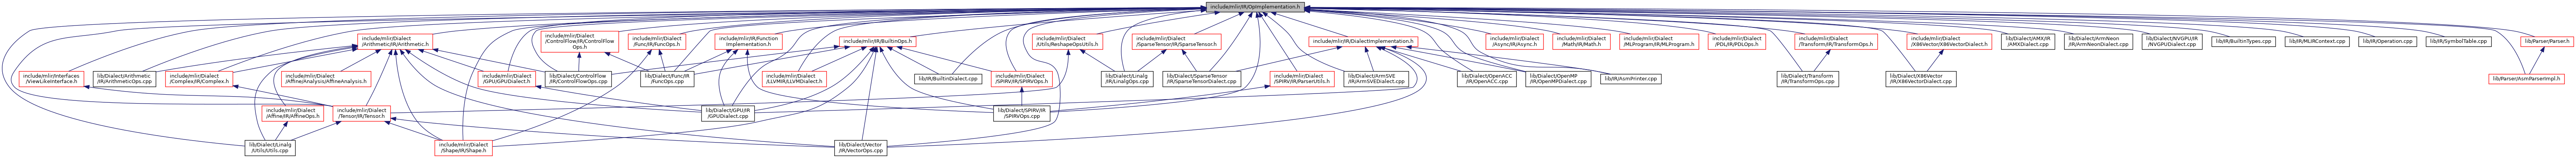 include/mlir/IR/OpImplementation.h
include/mlir/Dialect
/Arithmetic/IR/Arithmetic.h
include/mlir/Dialect
/ControlFlow/IR/ControlFlow
Ops.h
include/mlir/Dialect
/Func/IR/FuncOps.h
include/mlir/IR/Function
Implementation.h
include/mlir/IR/BuiltinOps.h
include/mlir/Dialect
/Utils/ReshapeOpsUtils.h
include/mlir/Dialect
/SparseTensor/IR/SparseTensor.h
include/mlir/IR/DialectImplementation.h
include/mlir/Dialect
/Async/IR/Async.h
include/mlir/Dialect
/Math/IR/Math.h
include/mlir/Dialect
/MLProgram/IR/MLProgram.h
include/mlir/Dialect
/PDL/IR/PDLOps.h
include/mlir/Dialect
/Transform/IR/TransformOps.h
include/mlir/Dialect
/X86Vector/X86VectorDialect.h
lib/Dialect/AMX/IR
/AMXDialect.cpp
lib/Dialect/ArmNeon
/IR/ArmNeonDialect.cpp
lib/Dialect/NVGPU/IR
/NVGPUDialect.cpp
lib/IR/BuiltinTypes.cpp
lib/IR/MLIRContext.cpp
lib/IR/Operation.cpp
lib/IR/SymbolTable.cpp
lib/Parser/Parser.h
include/mlir/Interfaces
/ViewLikeInterface.h
lib/Dialect/Arithmetic
/IR/ArithmeticOps.cpp
include/mlir/Dialect
/Complex/IR/Complex.h
include/mlir/Dialect
/Affine/Analysis/AffineAnalysis.h
include/mlir/Dialect
/GPU/GPUDialect.h
lib/Dialect/ControlFlow
/IR/ControlFlowOps.cpp
lib/Dialect/Func/IR
/FuncOps.cpp
include/mlir/Dialect
/LLVMIR/LLVMDialect.h
lib/IR/BuiltinDialect.cpp
include/mlir/Dialect
/SPIRV/IR/SPIRVOps.h
lib/Dialect/Linalg
/IR/LinalgOps.cpp
lib/Dialect/SparseTensor
/IR/SparseTensorDialect.cpp
include/mlir/Dialect
/SPIRV/IR/ParserUtils.h
lib/Dialect/ArmSVE
/IR/ArmSVEDialect.cpp
lib/Dialect/OpenACC
/IR/OpenACC.cpp
lib/Dialect/OpenMP
/IR/OpenMPDialect.cpp
lib/IR/AsmPrinter.cpp
lib/Dialect/Transform
/IR/TransformOps.cpp
lib/Dialect/X86Vector
/IR/X86VectorDialect.cpp
lib/Parser/AsmParserImpl.h
include/mlir/Dialect
/Affine/IR/AffineOps.h
include/mlir/Dialect
/Tensor/IR/Tensor.h
lib/Dialect/GPU/IR
/GPUDialect.cpp
lib/Dialect/SPIRV/IR
/SPIRVOps.cpp
lib/Dialect/Linalg
/Utils/Utils.cpp
include/mlir/Dialect
/Shape/IR/Shape.h
lib/Dialect/Vector
/IR/VectorOps.cpp